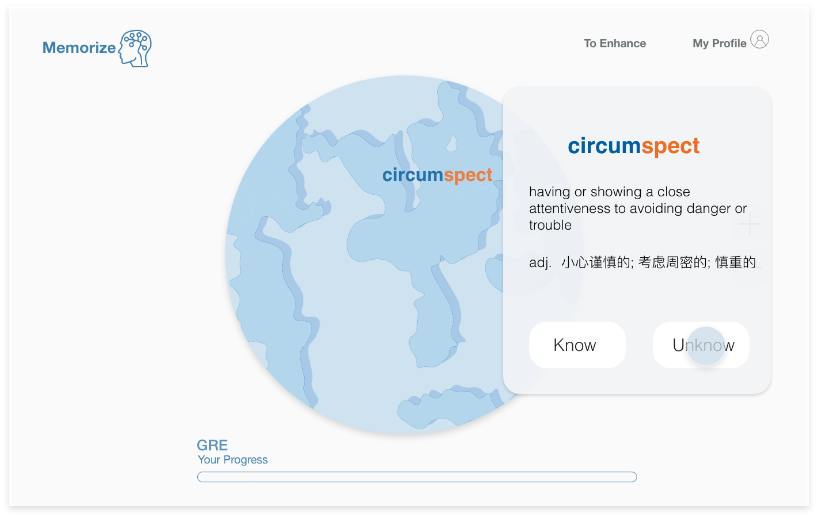 Memorize
To Enhance
My Profile
circumspect
circumspect
having or showing a close
attentiveness to avoiding danger or
trouble
adj. 小心谨慎的; 考虑周密的; 慎重的
Know
Unknow
GRE
Your Progress